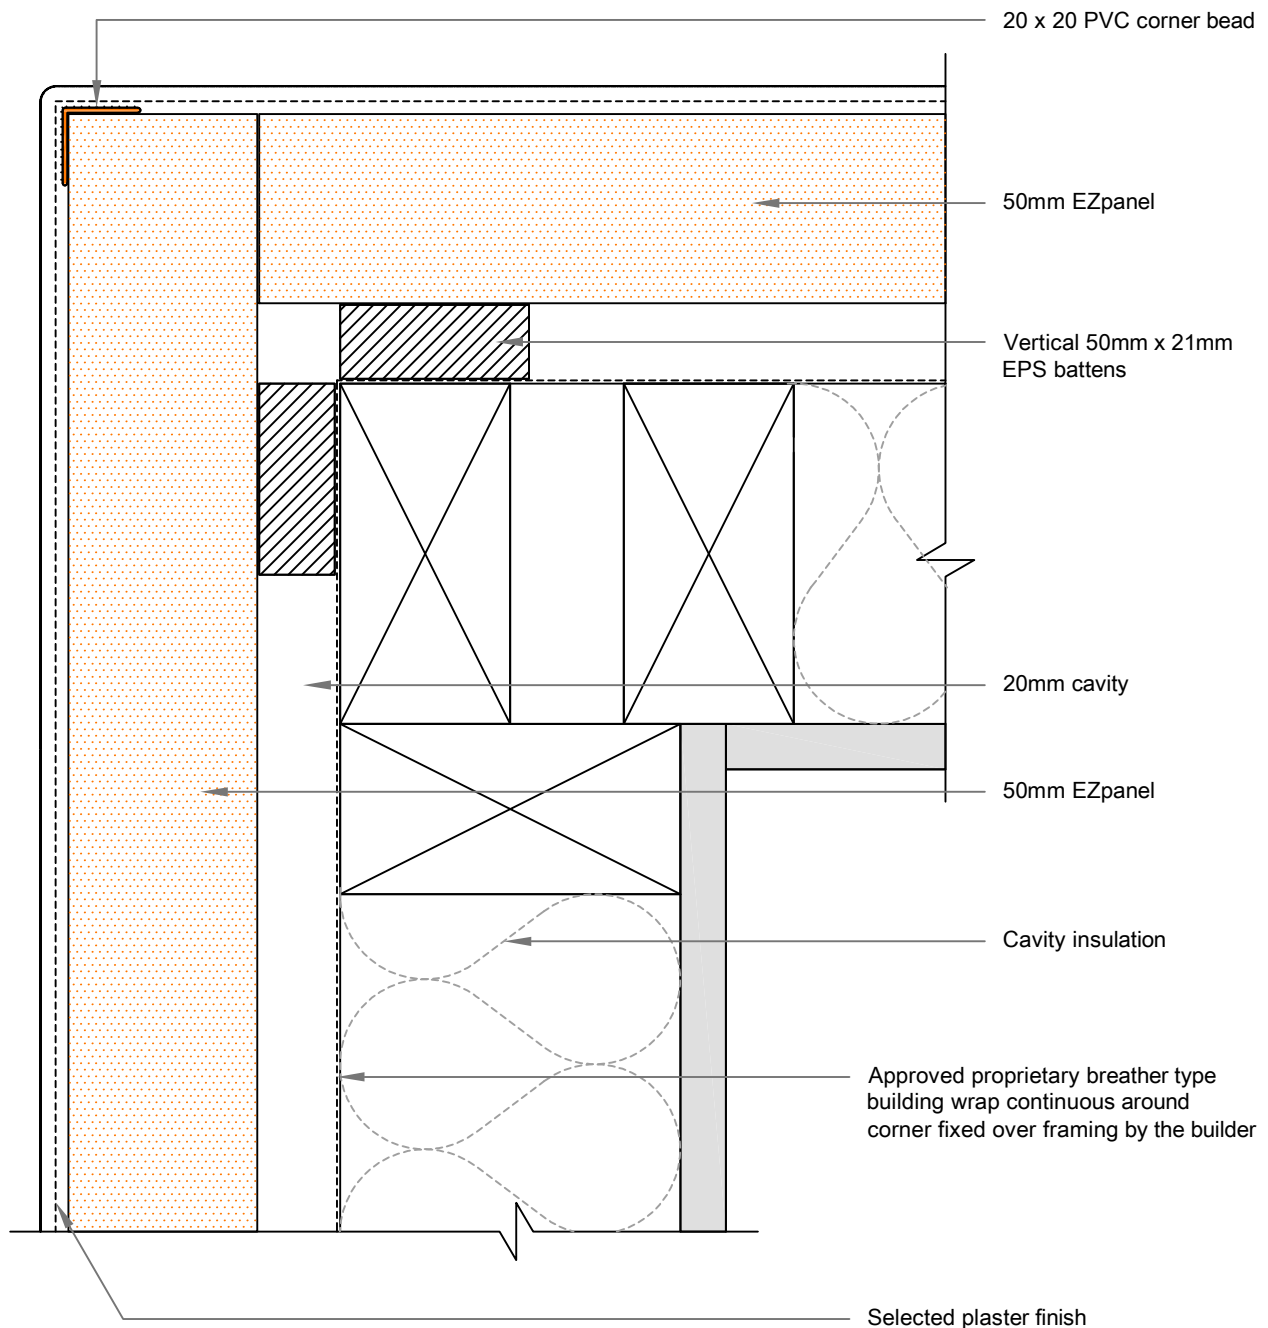 20 x 20 PVC corner bead
50mm EZpanel
Vertical 50mm x 21mm
EPS battens
20mm cavity
50mm EZpanel
Cavity insulation
Approved proprietary breather type
building wrap continuous around
corner fixed over framing by the builder
Selected plaster finish